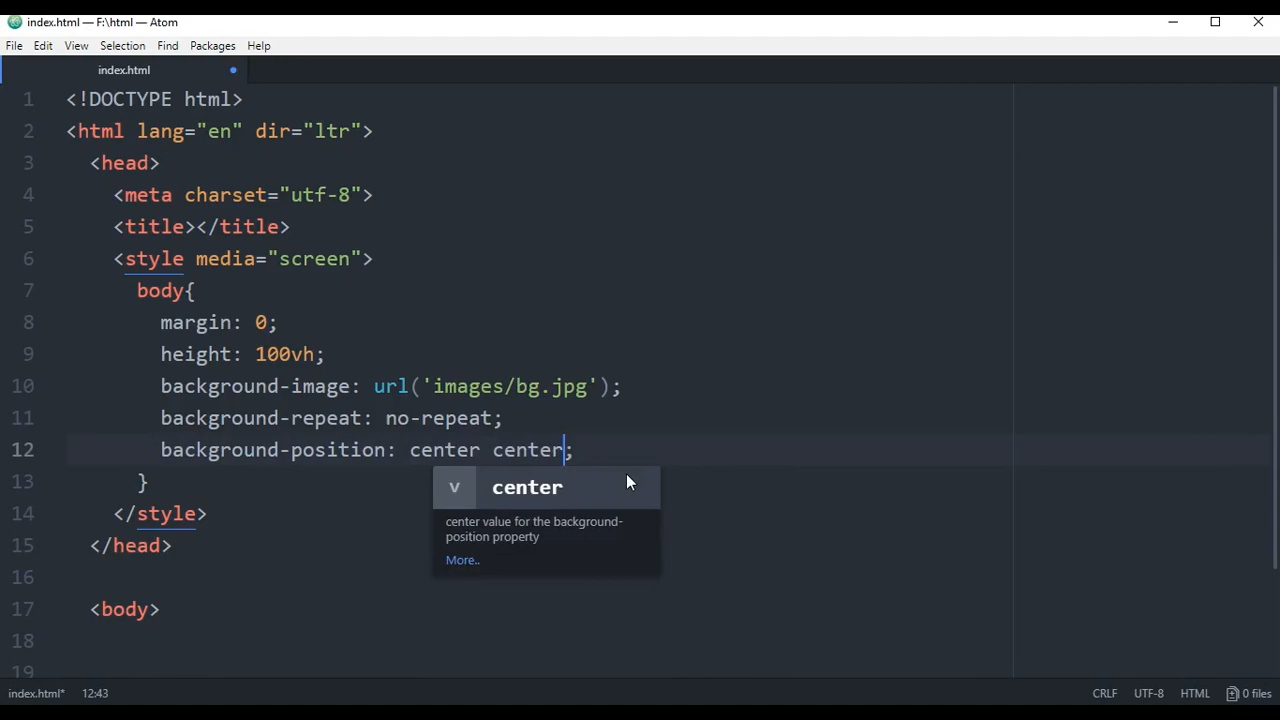 index.html — F:\html — Atom
File Edit View Selection Find Packages Help
index.html
1 <!DOCTYPE html>
2 <html lang="en" dir="ltr">
3 <head>
4 <meta charset="utf-8">
5 <title></title>
6 <style media="screen">
7 body{
8 margin: 0;
9 height: 100vh;
10 background-image: url('images/bg.jpg');
11 background-repeat: no-repeat;
12 background-position: center center;
13 }
v center
14 </style>
center value for the background-
position property
15 </head>
More..
16
17 <body>
18
19
index.html* 12:43 CRLF UTF-8 HTML 0 files